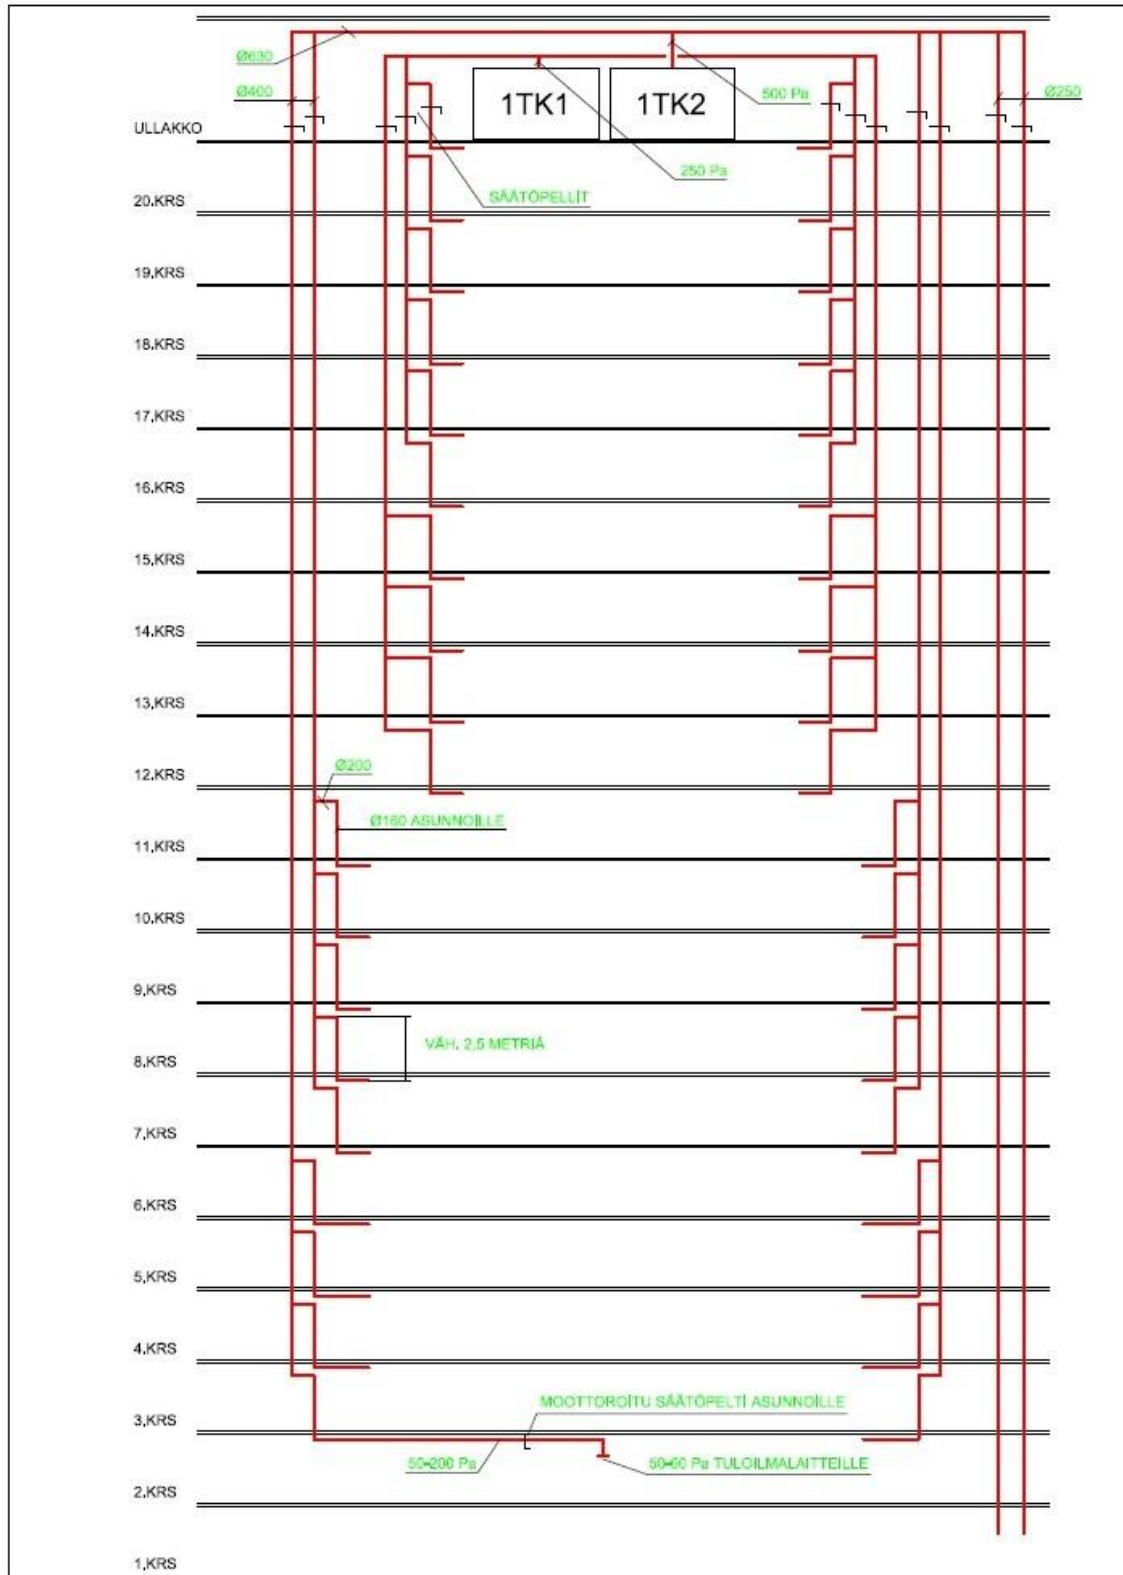 Ø630
Ø400
1TK1
1TK2
500 Pa
Ø250
ULLAKKO
250 Pa
SÄÄTÖPELLIT
20.KRS
19.KRS
18.KRS
17.KRS
16.KRS
15.KRS
14.KRS
13.KRS
12.KRS
Ø200
Ø160 ASUNNOILLE
11.KRS
10.KRS
9.KRS
VÄH. 2,5 METRIÄ
8.KRS
7.KRS
6.KRS
5.KRS
4.KRS
MOOTTOROITU SÄÄTÖPELTI ASUNNOILLE
3.KRS
50-200 Pa
50-60 Pa TULOILMALAITTEILLE
2.KRS
1.KRS